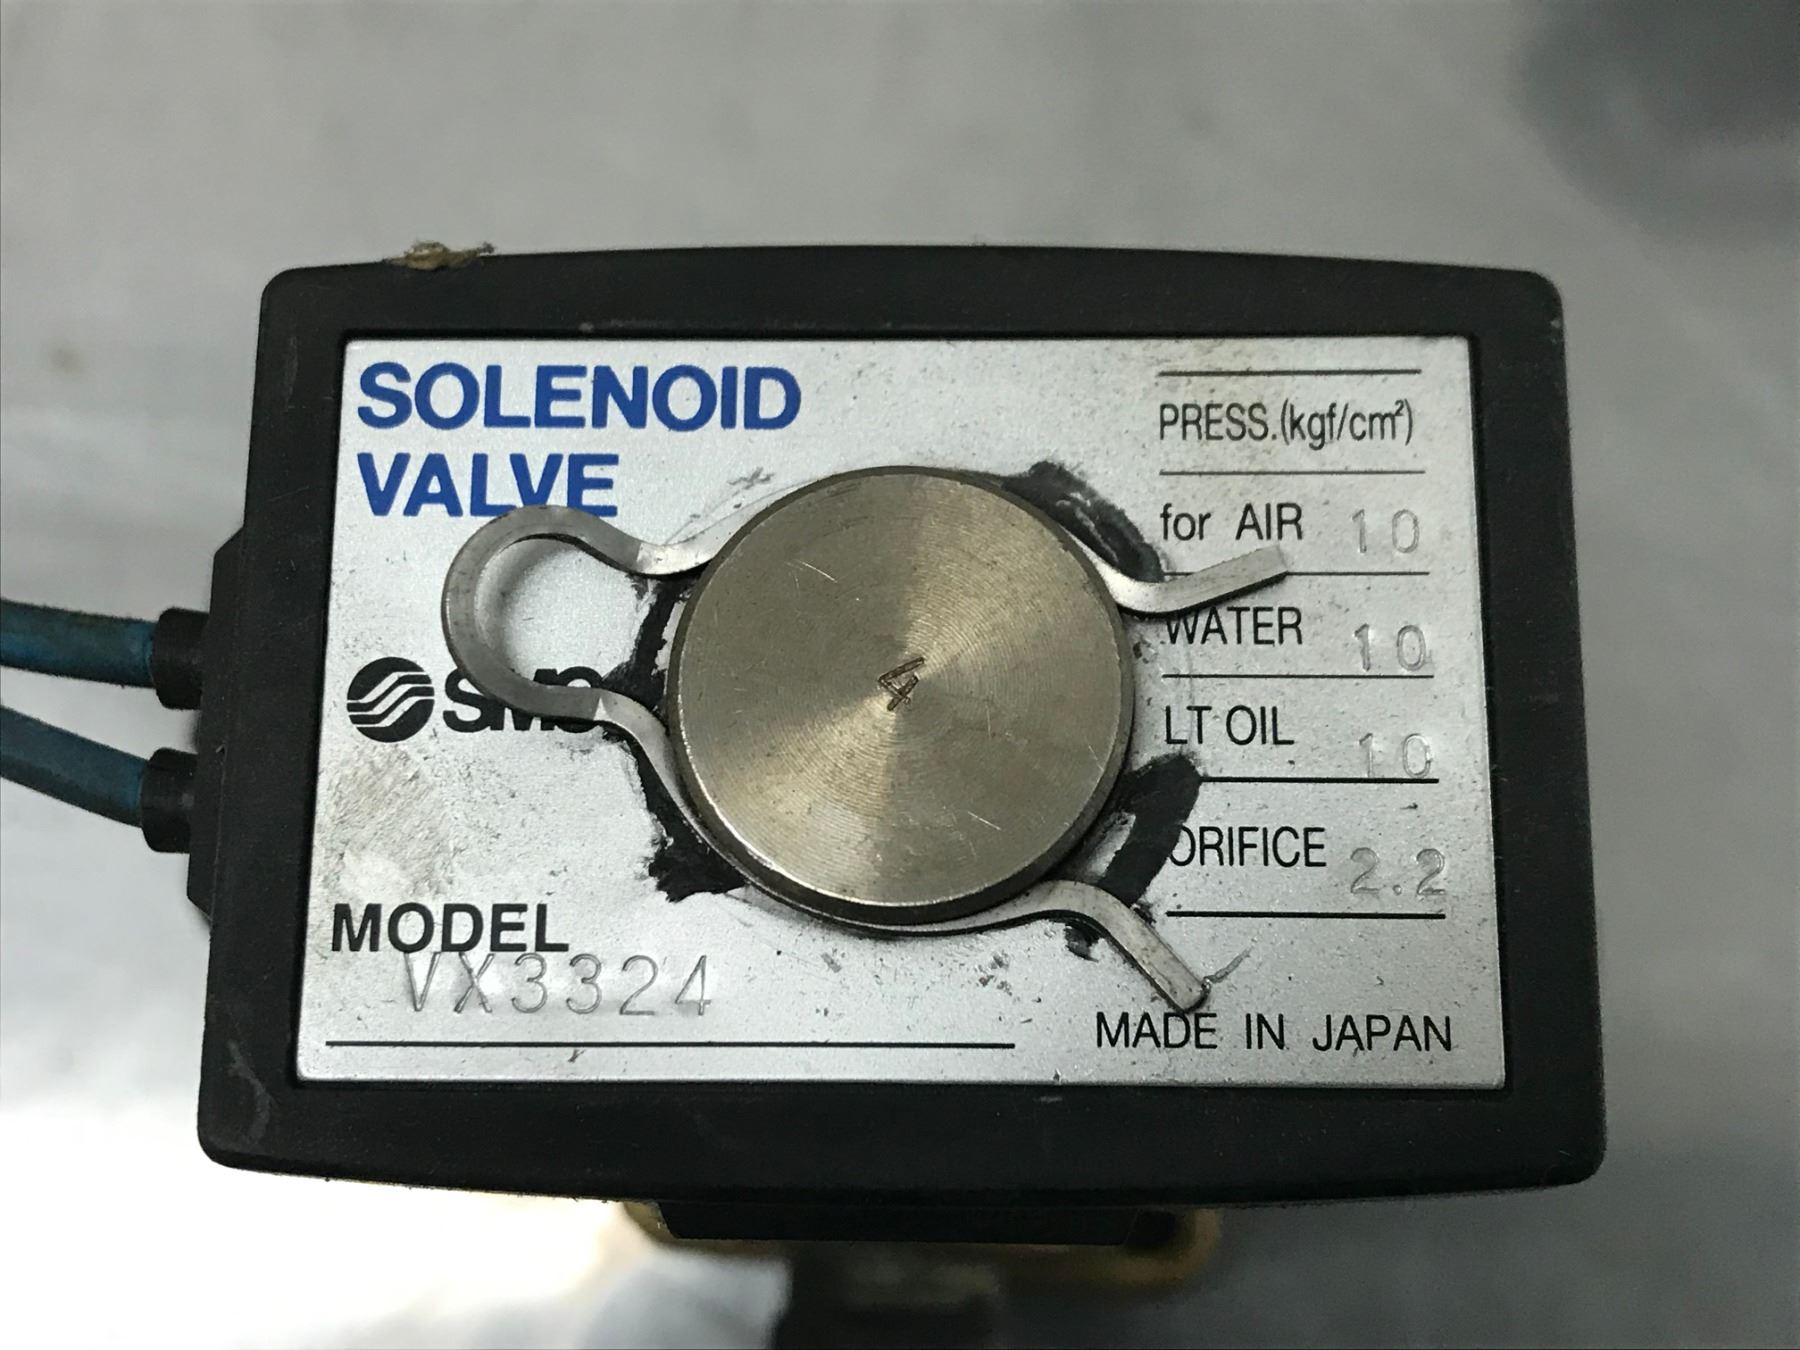 SOLENOID
VALVE
SMC
MODEL
VX3324
PRESS.(kgf/cm²)
for AIR 10
WATER 10
LT OIL 10
ORIFICE 2.2
MADE IN JAPAN
4